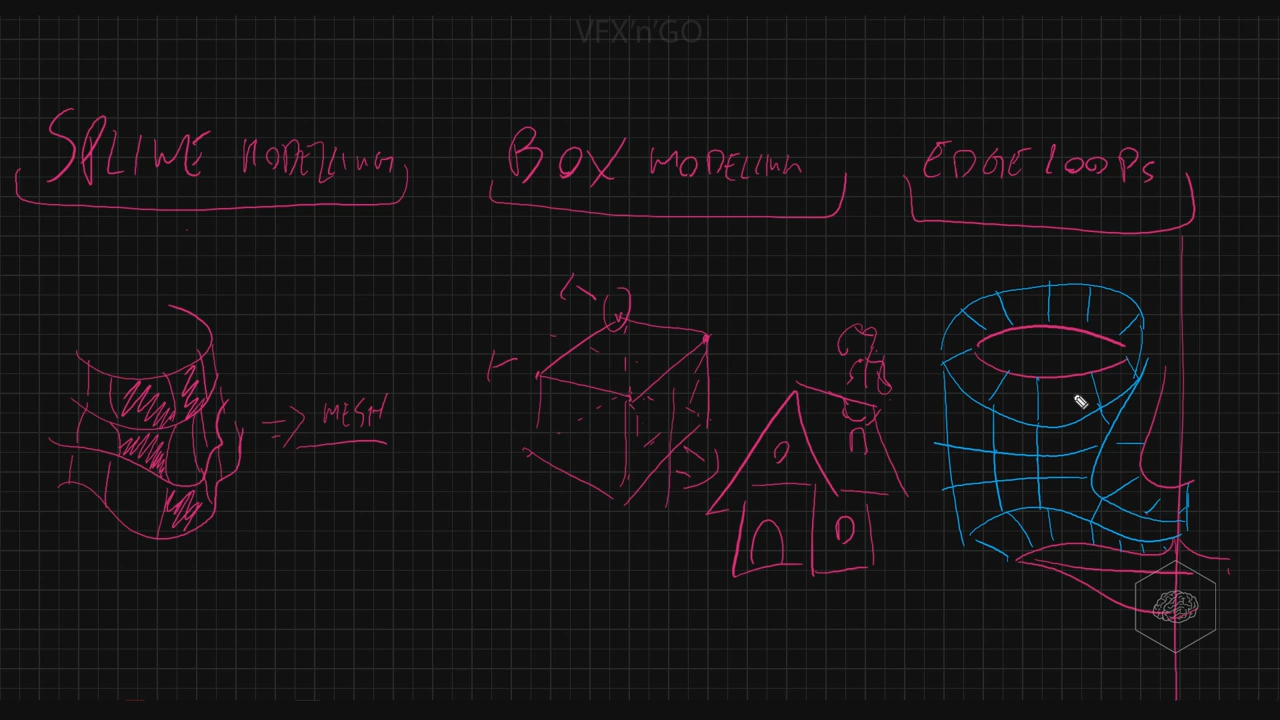 VFX'n'GO
SPLINE MODELLING
BOX MODELLING
EDGE LOOPS
=> MESH